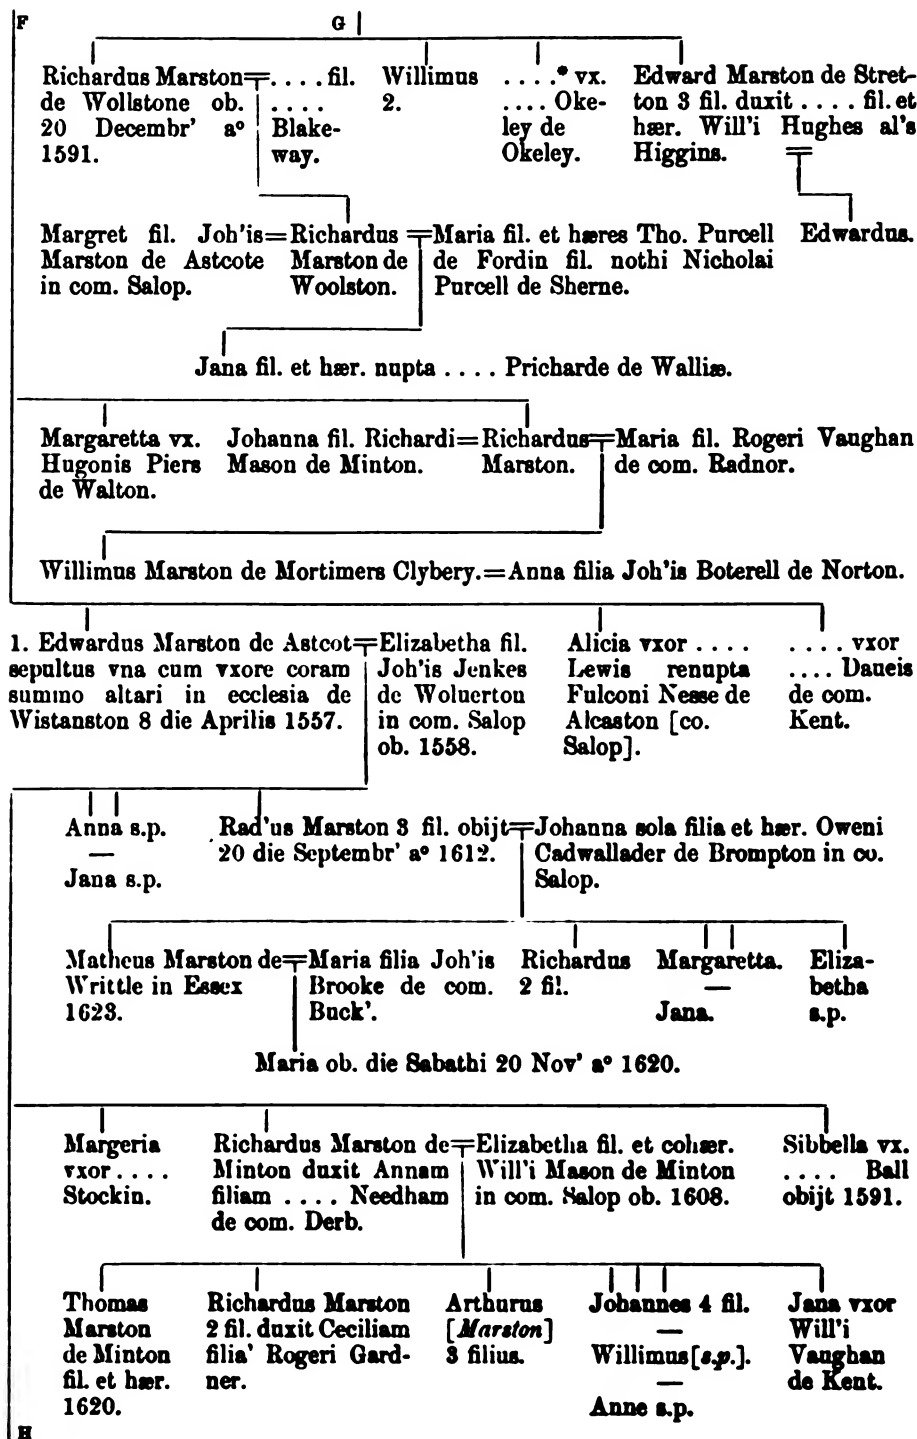 F G
Richardus Marston=. . . . fil.
de Wollstone ob.
20 Decembr' a° . . . .
1591. Blake-
way.
Willimus
2.
. . . .* vx.
. . . . Oke-
ley de
Okeley.
Edward Marston de Stret-
ton 3 fil. duxit . . . . fil. et
hær. Will'i Hughes al's
Higgins.
Margret fil. Joh'is=Richardus=Maria fil. et hæres Tho. Purcell
Marston de Astcote Marston de de Fordin fil. nothi Nicholai
in com. Salop. Woolston. Purcell de Sherne.
Edwardus.
Jana fil. et hær. nupta . . . . Pricharde de Walliæ.
Margaretta vx.
Hugonis Piers
de Walton.
Johanna fil. Richardi=Richardus=Maria fil. Rogeri Vaughan
Mason de Minton. Marston. de com. Radnor.
Willimus Marston de Mortimers Clybery.=Anna filia Joh'is Boterell de Norton.
1. Edwardus Marston de Astcot=Elizabetha fil.
sepultus vna cum vxore coram Joh'is Jenkes
summo altari in ecclesia de de Woluerton
Wistanston 8 die Aprilis 1557. in com. Salop
ob. 1558.
Alicia vxor . . . .
Lewis renupta
Fulconi Nesse de
Alcaston [co.
Salop].
. . . . vxor
. . . . Daueis
de com.
Kent.
Anna s.p.
—
Jana s.p.
Rad'us Marston 3 fil. obijt=Johanna sola filia et hær. Oweni
20 die Septembr' a° 1612. Cadwallader de Brompton in co.
Salop.
Matheus Marston de=Maria filia Joh'is
Writtle in Essex Brooke de com.
1623. Buck'.
Richardus
2 fil.
Margaretta.
—
Jana.
Eliza-
betha
s.p.
Maria ob. die Sabathi 20 Nov' a° 1620.
Margeria
vxor . . . .
Stockin.
Richardus Marston de=Elizabetha fil. et cohær.
Minton duxit Annam Will'i Mason de Minton
filiam . . . . Needham in com. Salop ob. 1608.
de com. Derb.
Sibbella vx.
. . . . Ball
obijt 1591.
Thomas
Marston
de Minton
fil. et hær.
1620.
Richardus Marston
2 fil. duxit Ceciliam
filia' Rogeri Gard-
ner.
Arthurus
[Marston]
3 filius.
Johannes 4 fil.
—
Willimus [s.p.].
—
Anne s.p.
Jana vxor
Will'i
Vaughan
de Kent.
H